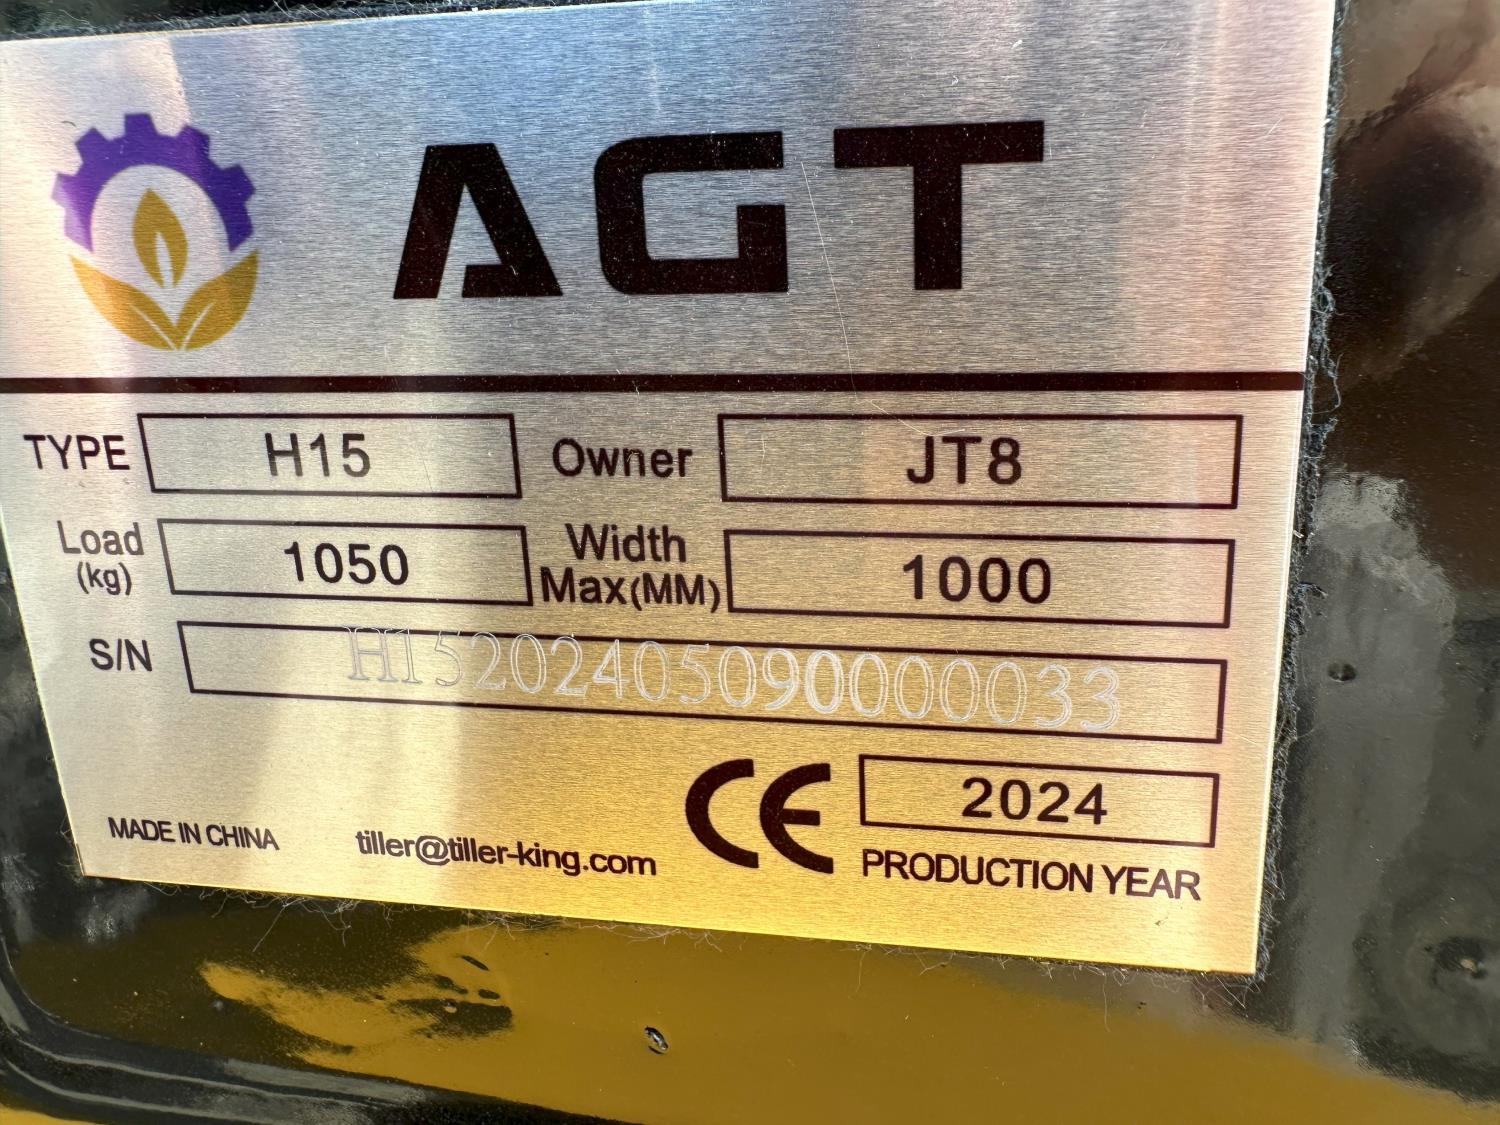 AGT
TYPE H15 Owner JT8
Load (kg) 1050 Width Max(MM) 1000
S/N H15202405090000033
CE 2024
MADE IN CHINA tiller@tiller-king.com PRODUCTION YEAR